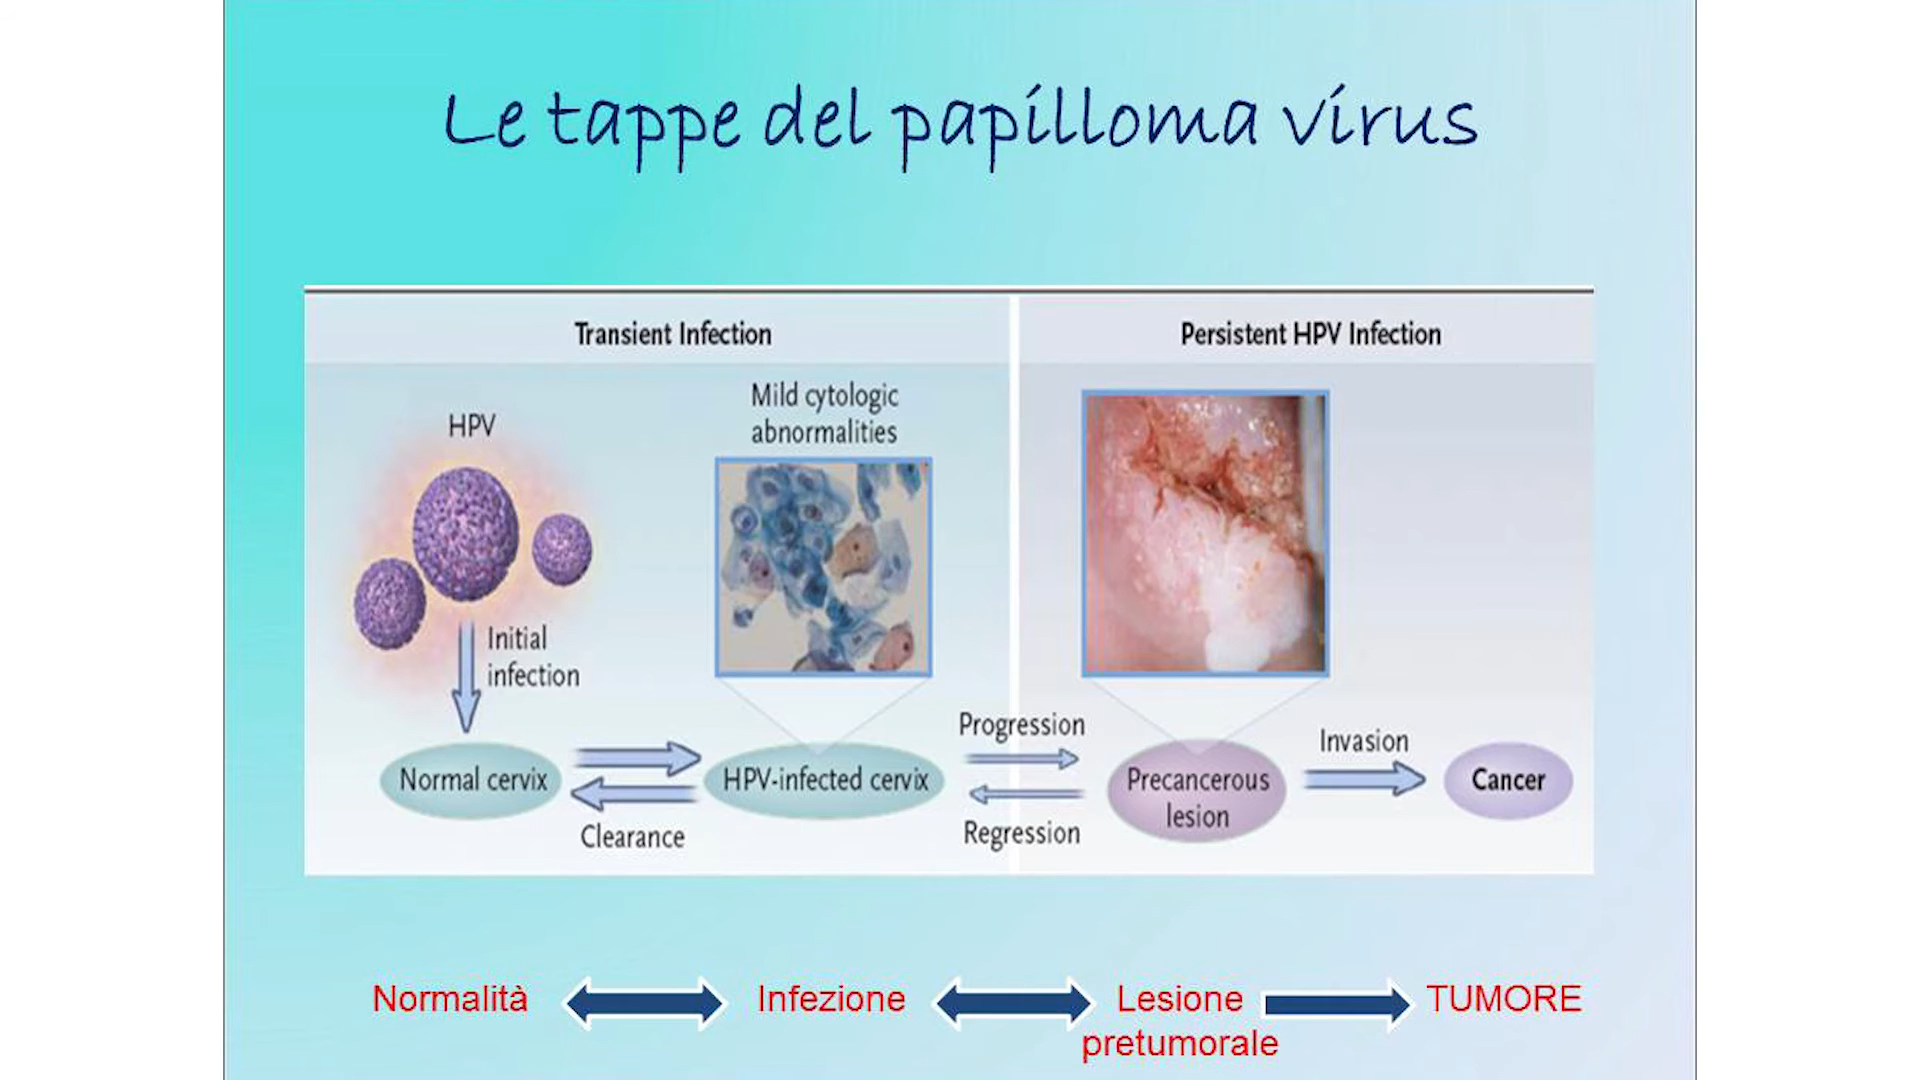 Le tappe del papilloma virus
Transient Infection
Persistent HPV Infection
HPV
Mild cytologic
abnormalities
Initial
infection
Progression
Invasion
Normal cervix
HPV-infected cervix
Precancerous
lesion
Cancer
Clearance
Regression
Normalità
Infezione
Lesione
pretumorale
TUMORE